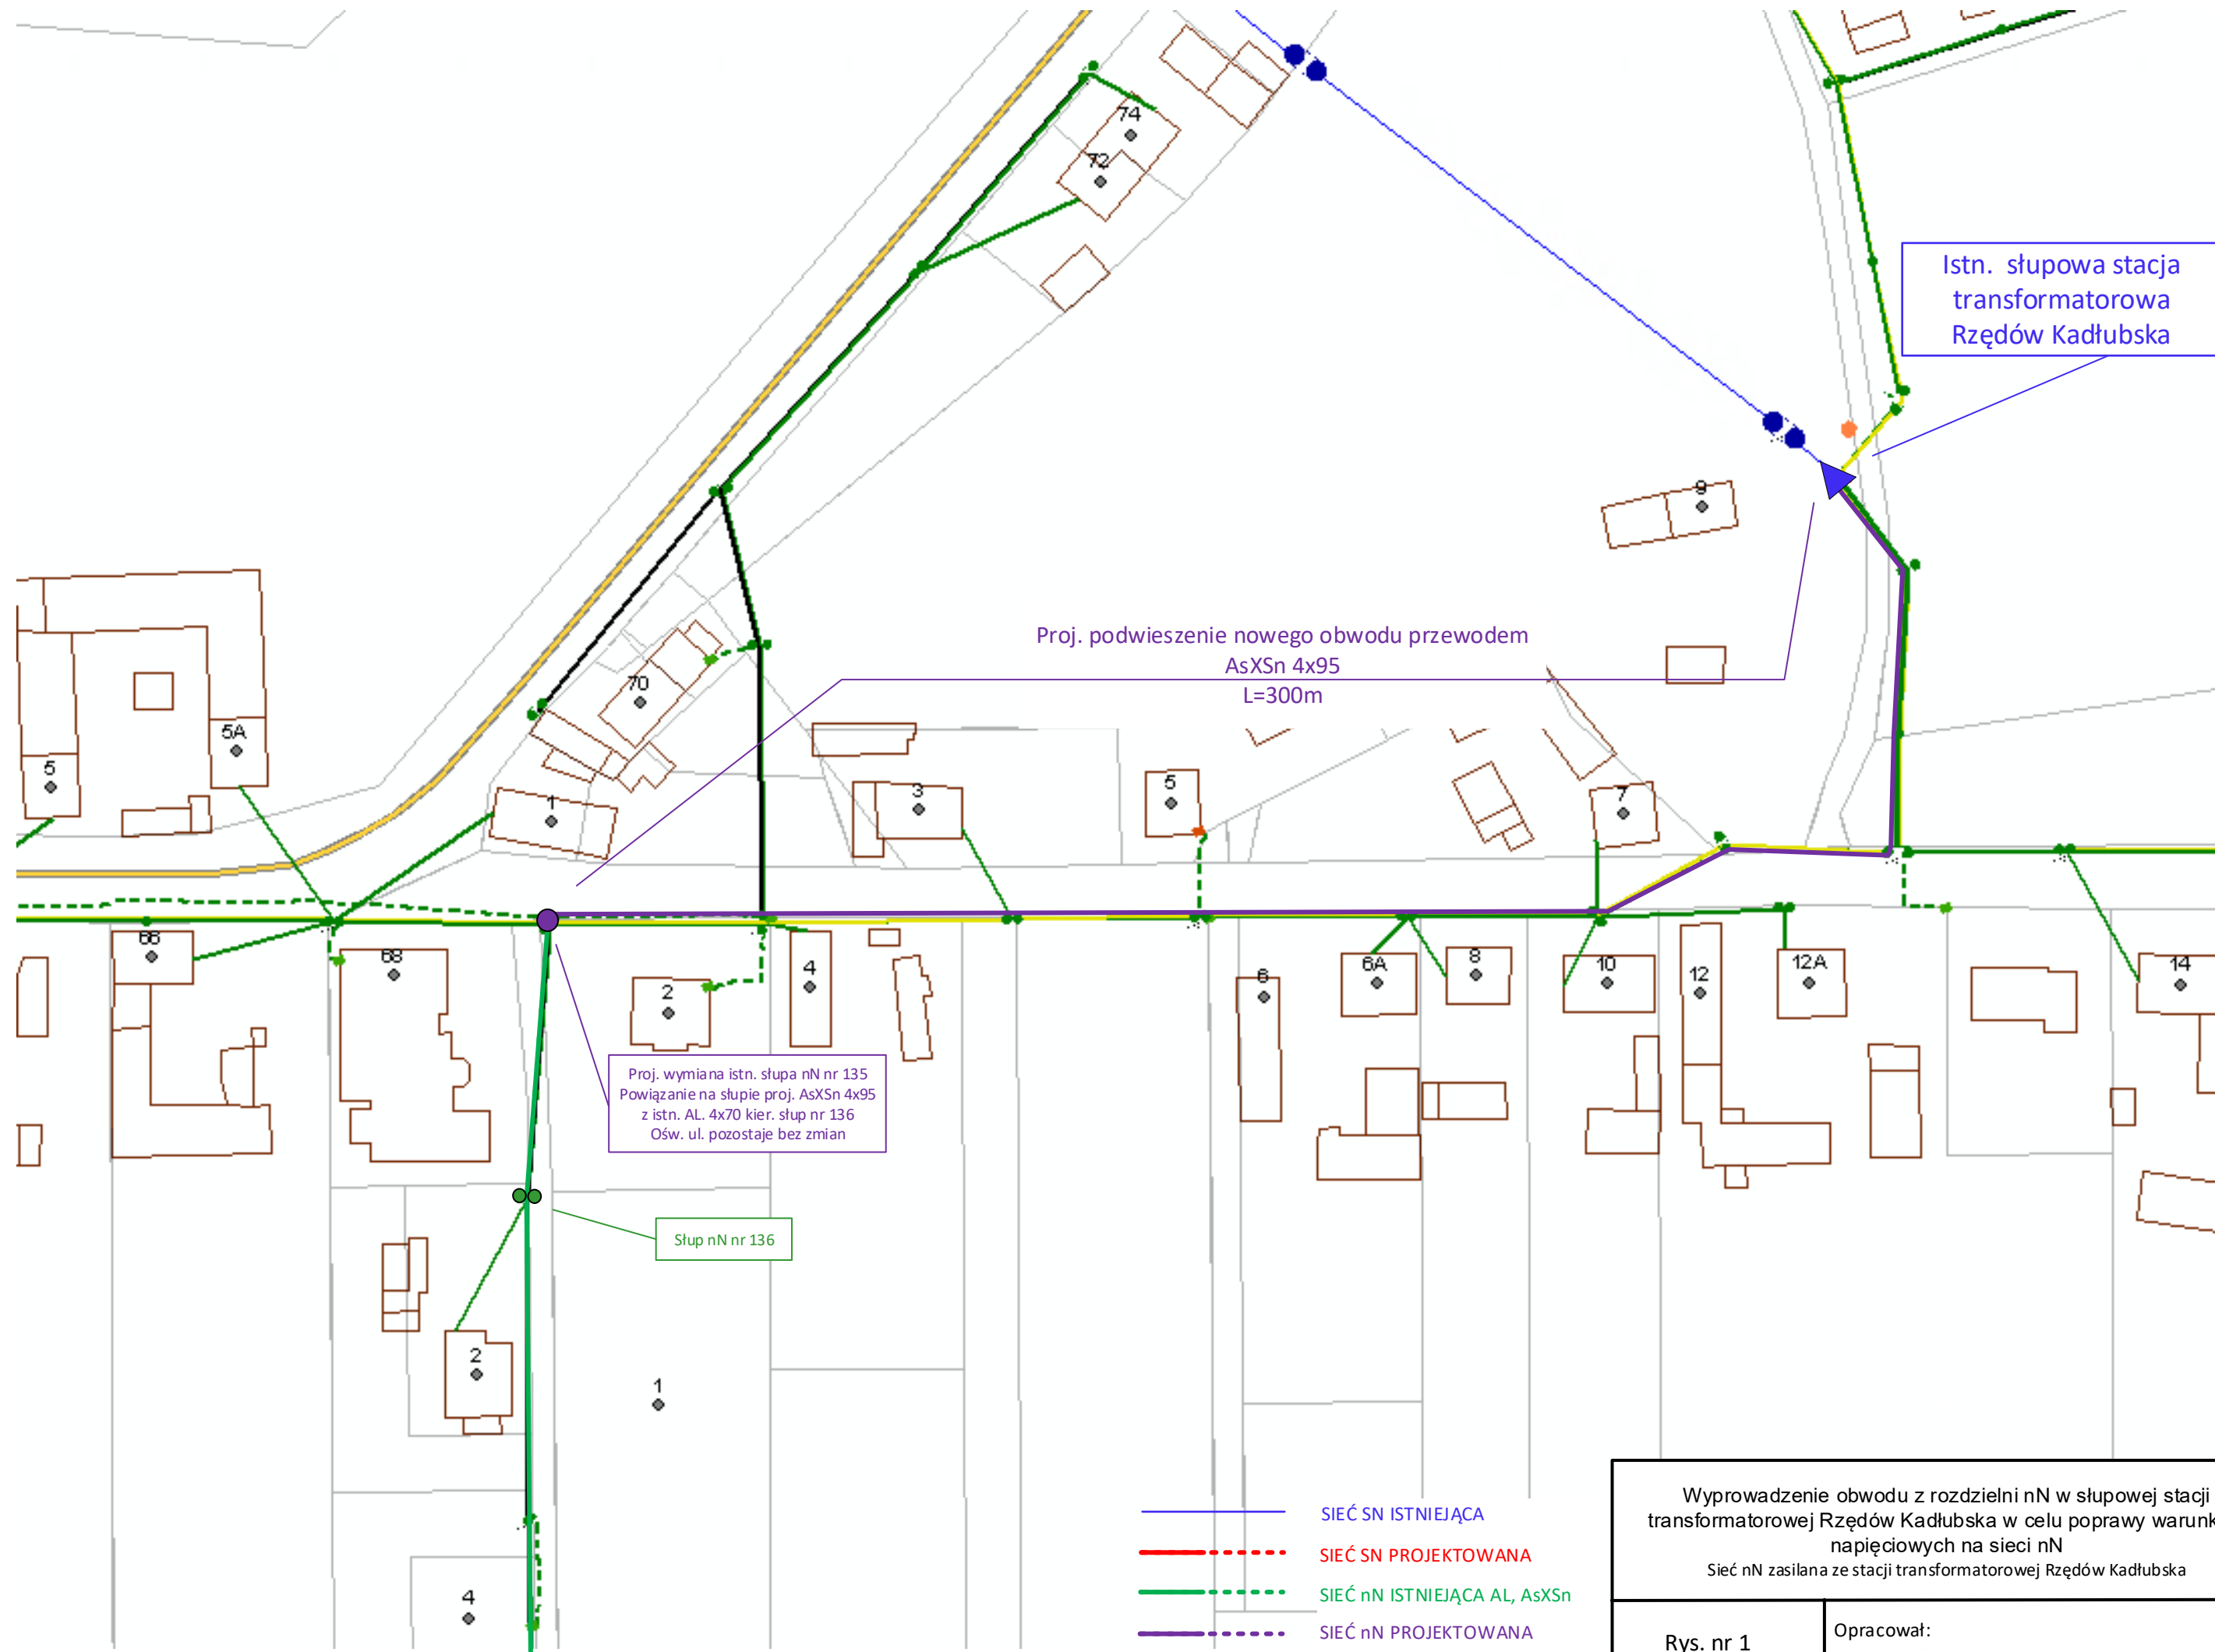 74
72
Istn. słupowa stacja
transformatorowa
Rzędów Kadłubska
9
Proj. podwieszenie nowego obwodu przewodem
AsXSn 4x95
L=300m
70
5A
5
1
3
5
7
66
68
2
4
6
6A
8
10
12
12A
14
Proj. wymiana istn. słupa nN nr 135
Powiązanie na słupie proj. AsXSn 4x95
z istn. AL. 4x70 kier. słup nr 136
Ośw. ul. pozostaje bez zmian
Słup nN nr 136
2
1
4
SIEĆ SN ISTNIEJĄCA
SIEĆ SN PROJEKTOWANA
SIEĆ nN ISTNIEJĄCA AL, AsXSn
SIEĆ nN PROJEKTOWANA
Wyprowadzenie obwodu z rozdzielni nN w słupowej stacji
transformatorowej Rzędów Kadłubska w celu poprawy warunk
napięciowych na sieci nN
Sieć nN zasilana ze stacji transformatorowej Rzędów Kadłubska
Rys. nr 1
Opracował: